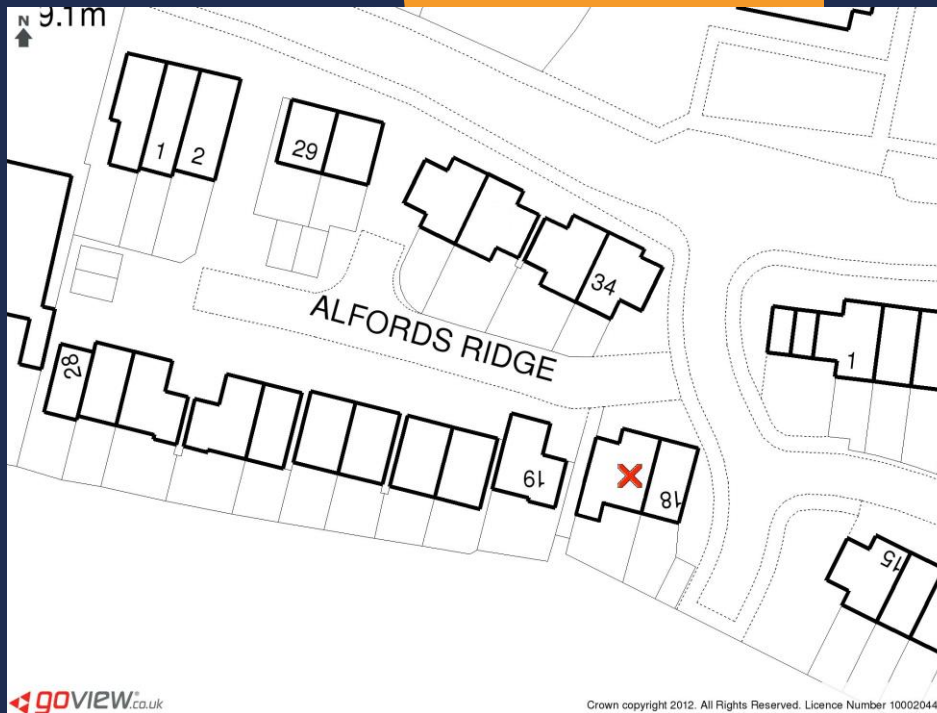 N
9.1m
1
2
29
34
ALFORDS RIDGE
1
28
19
18
15
goview.co.uk
Crown copyright 2012. All Rights Reserved. Licence Number 10002044